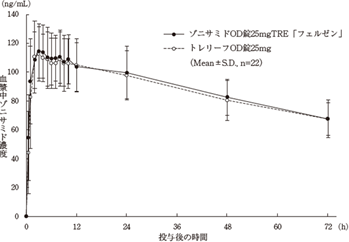 (ng/mL)
140
120
100
80
60
40
20
0
血漿中ゾニサミド濃度
ゾニサミドOD錠25mgTRE「フェルゼン」
トレリーフOD錠25mg
(Mean±S.D., n=22)
0 12 24 36 48 60 72 (h)
投与後の時間